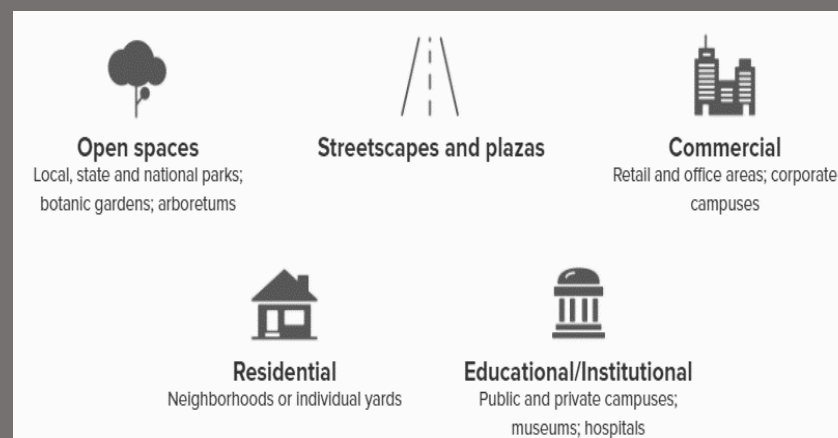 Open spaces
Local, state and national parks;
botanic gardens; arboretums
Streetscapes and plazas
Commercial
Retail and office areas; corporate
campuses
Residential
Neighborhoods or individual yards
Educational/Institutional
Public and private campuses;
museums; hospitals